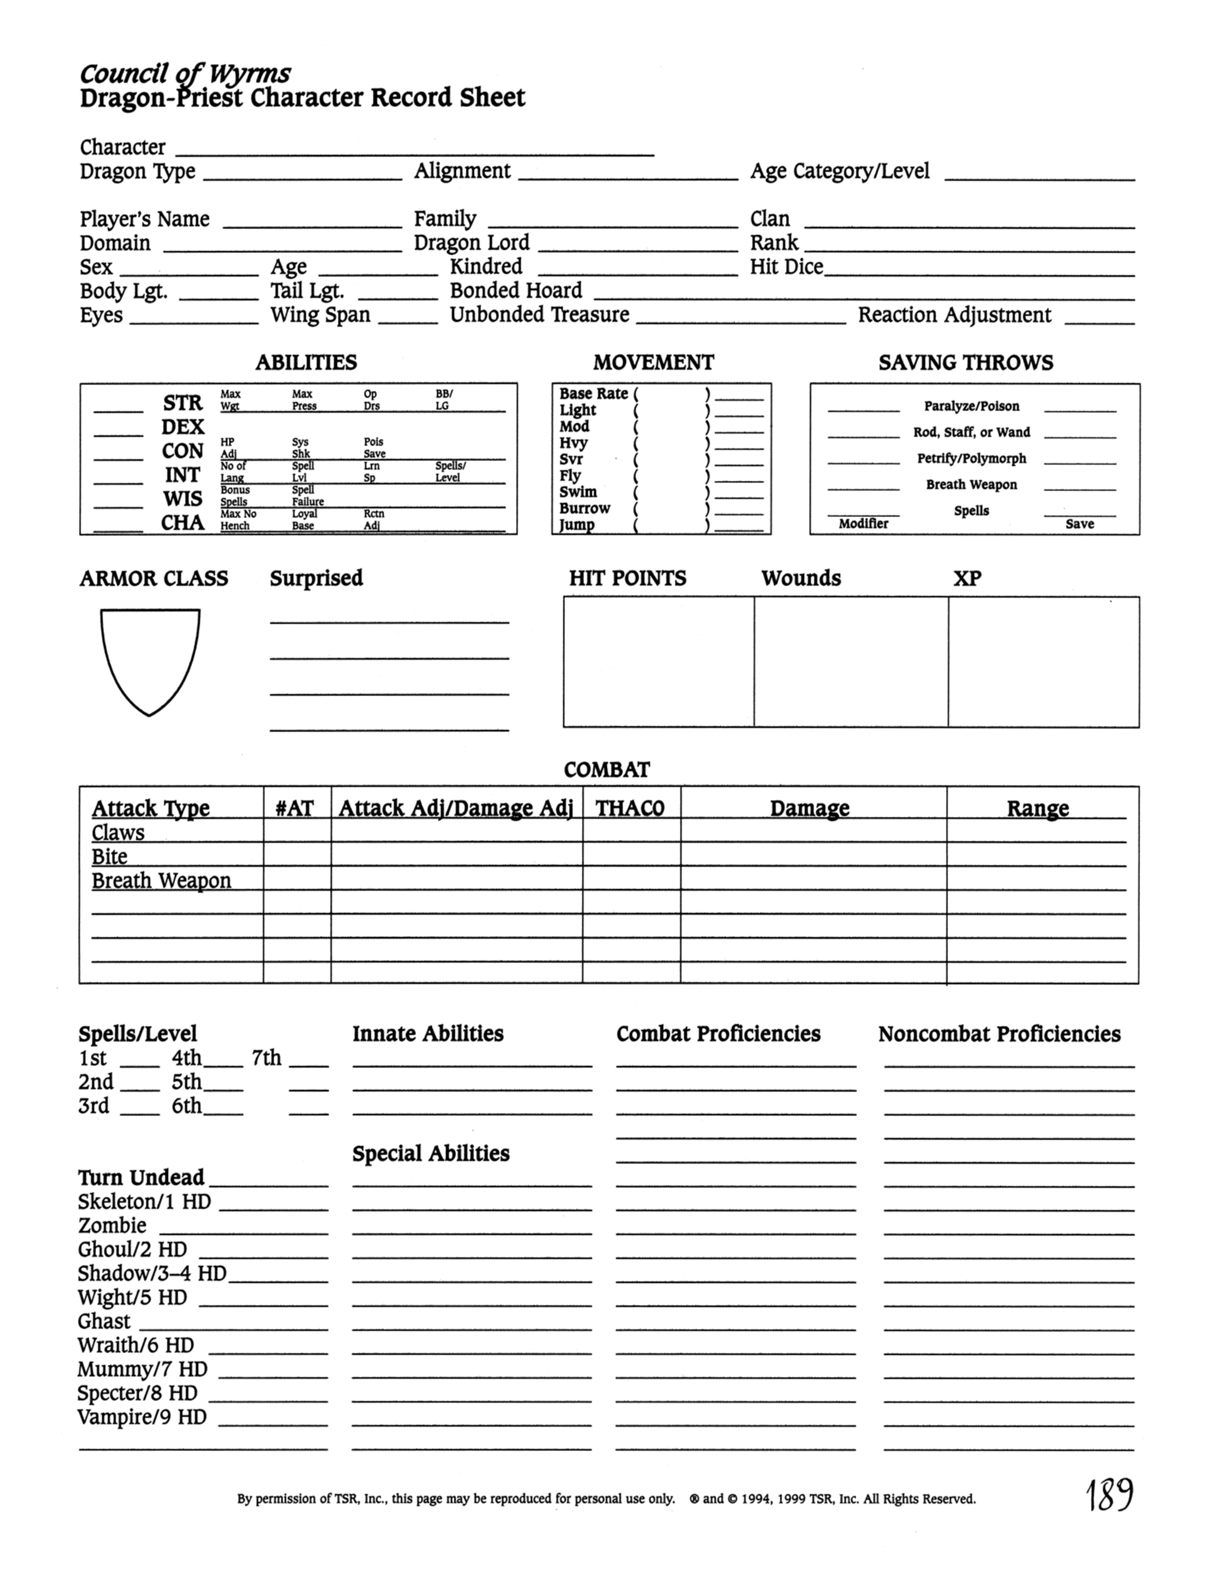 Council of Wyrms
Dragon-Priest Character Record Sheet
Character
Dragon Type Alignment Age Category/Level
Player's Name Family Clan
Domain Dragon Lord Rank
Sex Age Kindred Hit Dice
Body Lgt. Tail Lgt. Bonded Hoard
Eyes Wing Span Unbonded Treasure Reaction Adjustment
ABILITIES
STR Max Wgt Max Press Op Drs BB/ LG
DEX
CON HP Adj Sys Shk Pois Save
INT No of Lang Spell Lvl Lrn Sp Spells/ Level
WIS Bonus Spells Spell Failure
CHA Max No Hench Loyal Base Rctn Adj
MOVEMENT
Base Rate ( )
Light ( )
Mod ( )
Hvy ( )
Svr ( )
Fly ( )
Swim ( )
Burrow ( )
Jump ( )
SAVING THROWS
Paralyze/Poison
Rod, Staff, or Wand
Petrify/Polymorph
Breath Weapon
Spells
Modifier Save
ARMOR CLASS Surprised HIT POINTS Wounds XP
COMBAT
Attack Type #AT Attack Adj/Damage Adj THACO Damage Range
Claws
Bite
Breath Weapon
Spells/Level
1st 4th 7th
2nd 5th
3rd 6th
Turn Undead
Skeleton/1 HD
Zombie
Ghoul/2 HD
Shadow/3–4 HD
Wight/5 HD
Ghast
Wraith/6 HD
Mummy/7 HD
Specter/8 HD
Vampire/9 HD
Innate Abilities
Special Abilities
Combat Proficiencies
Noncombat Proficiencies
By permission of TSR, Inc., this page may be reproduced for personal use only. ® and © 1994, 1999 TSR, Inc. All Rights Reserved.
189